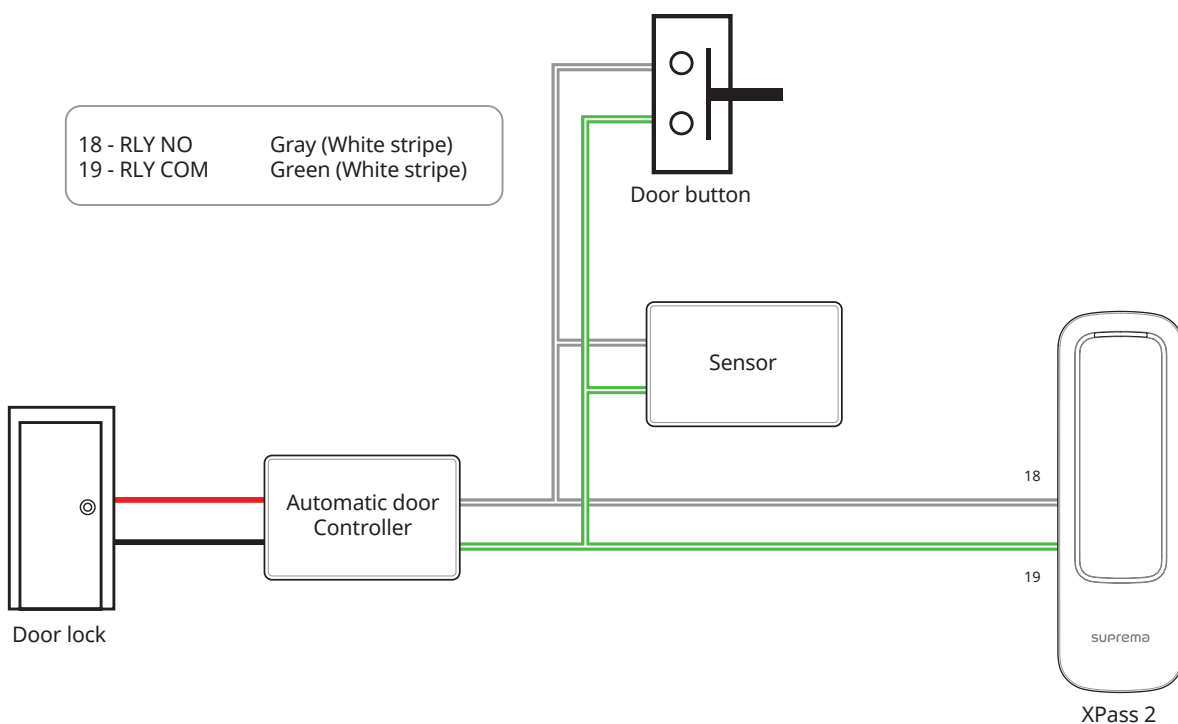 18 - RLY NO Gray (White stripe)
19 - RLY COM Green (White stripe)
Door button
Sensor
Automatic door
Controller
18
19
Door lock
suprema
XPass 2